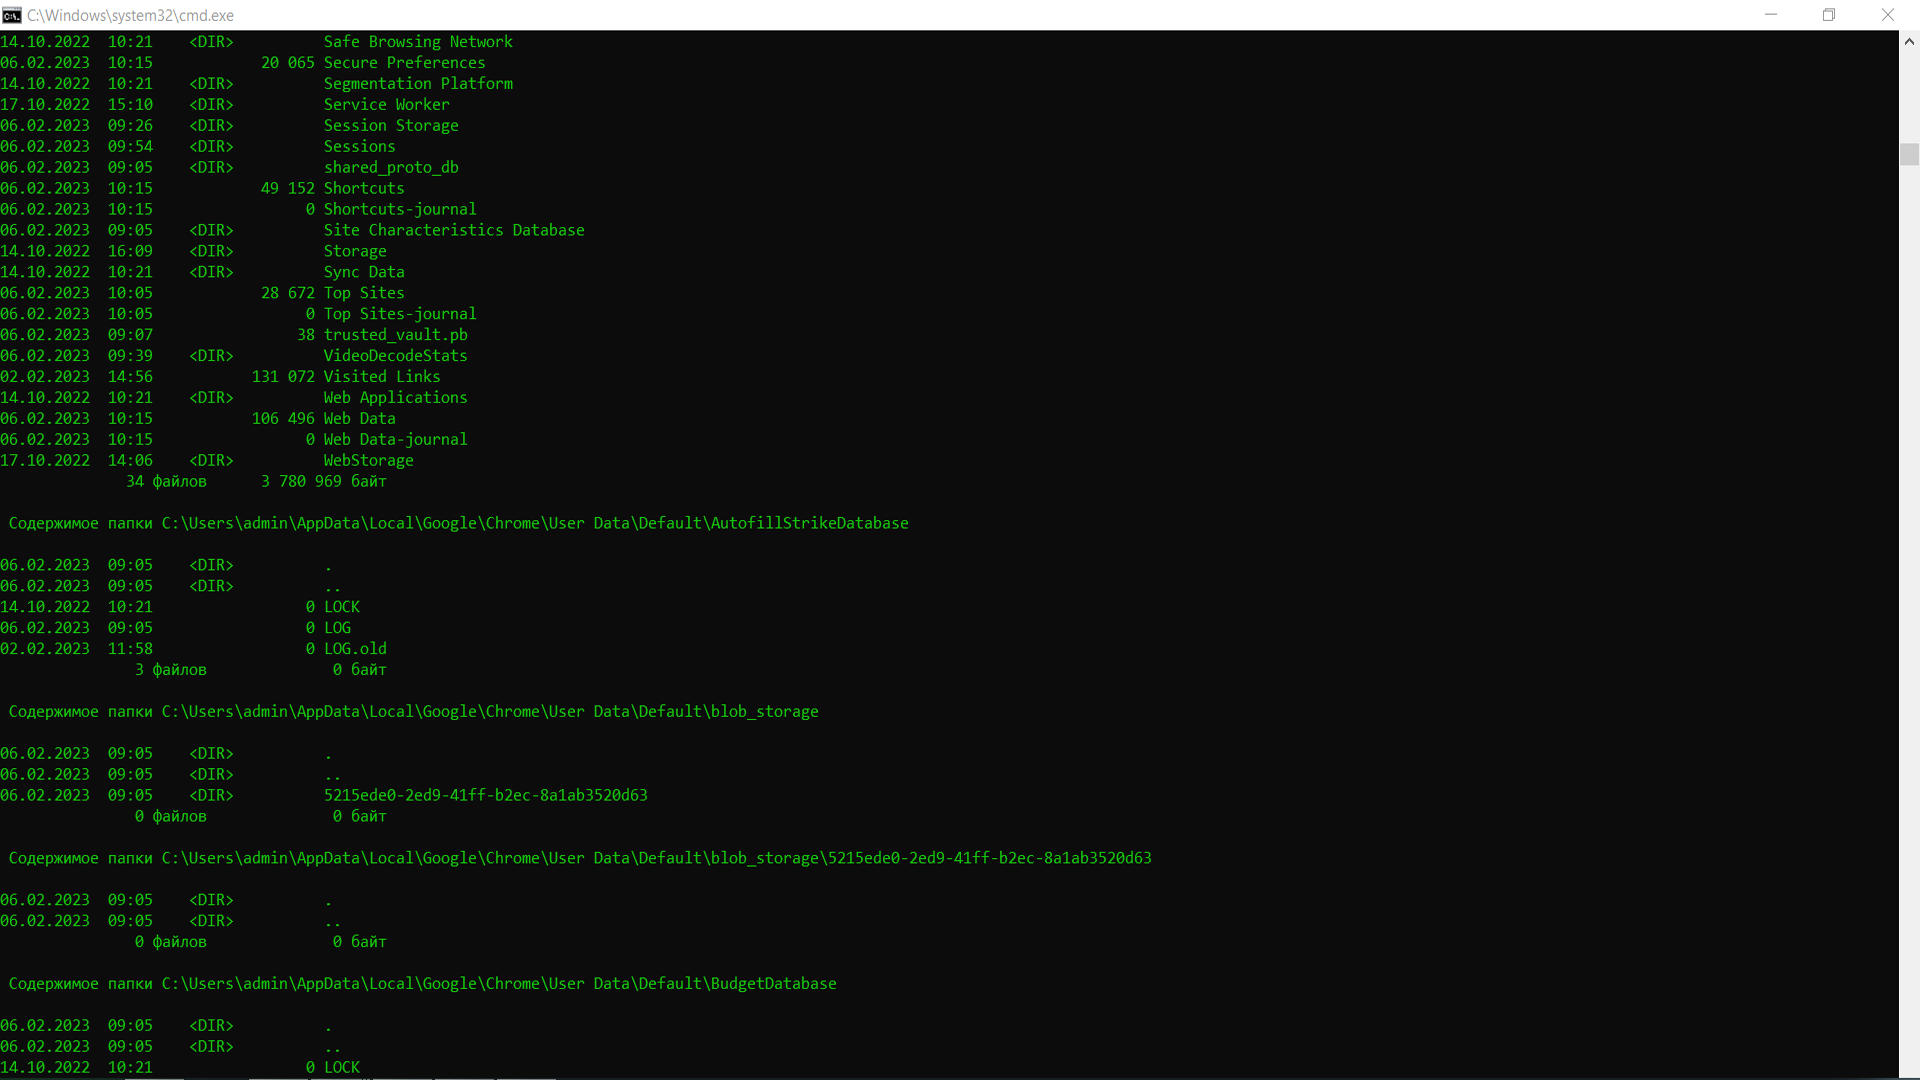 C:\Windows\system32\cmd.exe
14.10.2022  10:21    <DIR>          Safe Browsing Network
06.02.2023  10:15            20 065 Secure Preferences
14.10.2022  10:21    <DIR>          Segmentation Platform
17.10.2022  15:10    <DIR>          Service Worker
06.02.2023  09:26    <DIR>          Session Storage
06.02.2023  09:54    <DIR>          Sessions
06.02.2023  09:05    <DIR>          shared_proto_db
06.02.2023  10:15            49 152 Shortcuts
06.02.2023  10:15                 0 Shortcuts-journal
06.02.2023  09:05    <DIR>          Site Characteristics Database
14.10.2022  16:09    <DIR>          Storage
14.10.2022  10:21    <DIR>          Sync Data
06.02.2023  10:05            28 672 Top Sites
06.02.2023  10:05                 0 Top Sites-journal
06.02.2023  09:07                38 trusted_vault.pb
06.02.2023  09:39    <DIR>          VideoDecodeStats
02.02.2023  14:56           131 072 Visited Links
14.10.2022  10:21    <DIR>          Web Applications
06.02.2023  10:15           106 496 Web Data
06.02.2023  10:15                 0 Web Data-journal
17.10.2022  14:06    <DIR>          WebStorage
              34 файлов      3 780 969 байт
 Содержимое папки C:\Users\admin\AppData\Local\Google\Chrome\User Data\Default\AutofillStrikeDatabase
06.02.2023  09:05    <DIR>          .
06.02.2023  09:05    <DIR>          ..
14.10.2022  10:21                 0 LOCK
06.02.2023  09:05                 0 LOG
02.02.2023  11:58                 0 LOG.old
               3 файлов              0 байт
 Содержимое папки C:\Users\admin\AppData\Local\Google\Chrome\User Data\Default\blob_storage
06.02.2023  09:05    <DIR>          .
06.02.2023  09:05    <DIR>          ..
06.02.2023  09:05    <DIR>          5215ede0-2ed9-41ff-b2ec-8a1ab3520d63
               0 файлов              0 байт
 Содержимое папки C:\Users\admin\AppData\Local\Google\Chrome\User Data\Default\blob_storage\5215ede0-2ed9-41ff-b2ec-8a1ab3520d63
06.02.2023  09:05    <DIR>          .
06.02.2023  09:05    <DIR>          ..
               0 файлов              0 байт
 Содержимое папки C:\Users\admin\AppData\Local\Google\Chrome\User Data\Default\BudgetDatabase
06.02.2023  09:05    <DIR>          .
06.02.2023  09:05    <DIR>          ..
14.10.2022  10:21                 0 LOCK